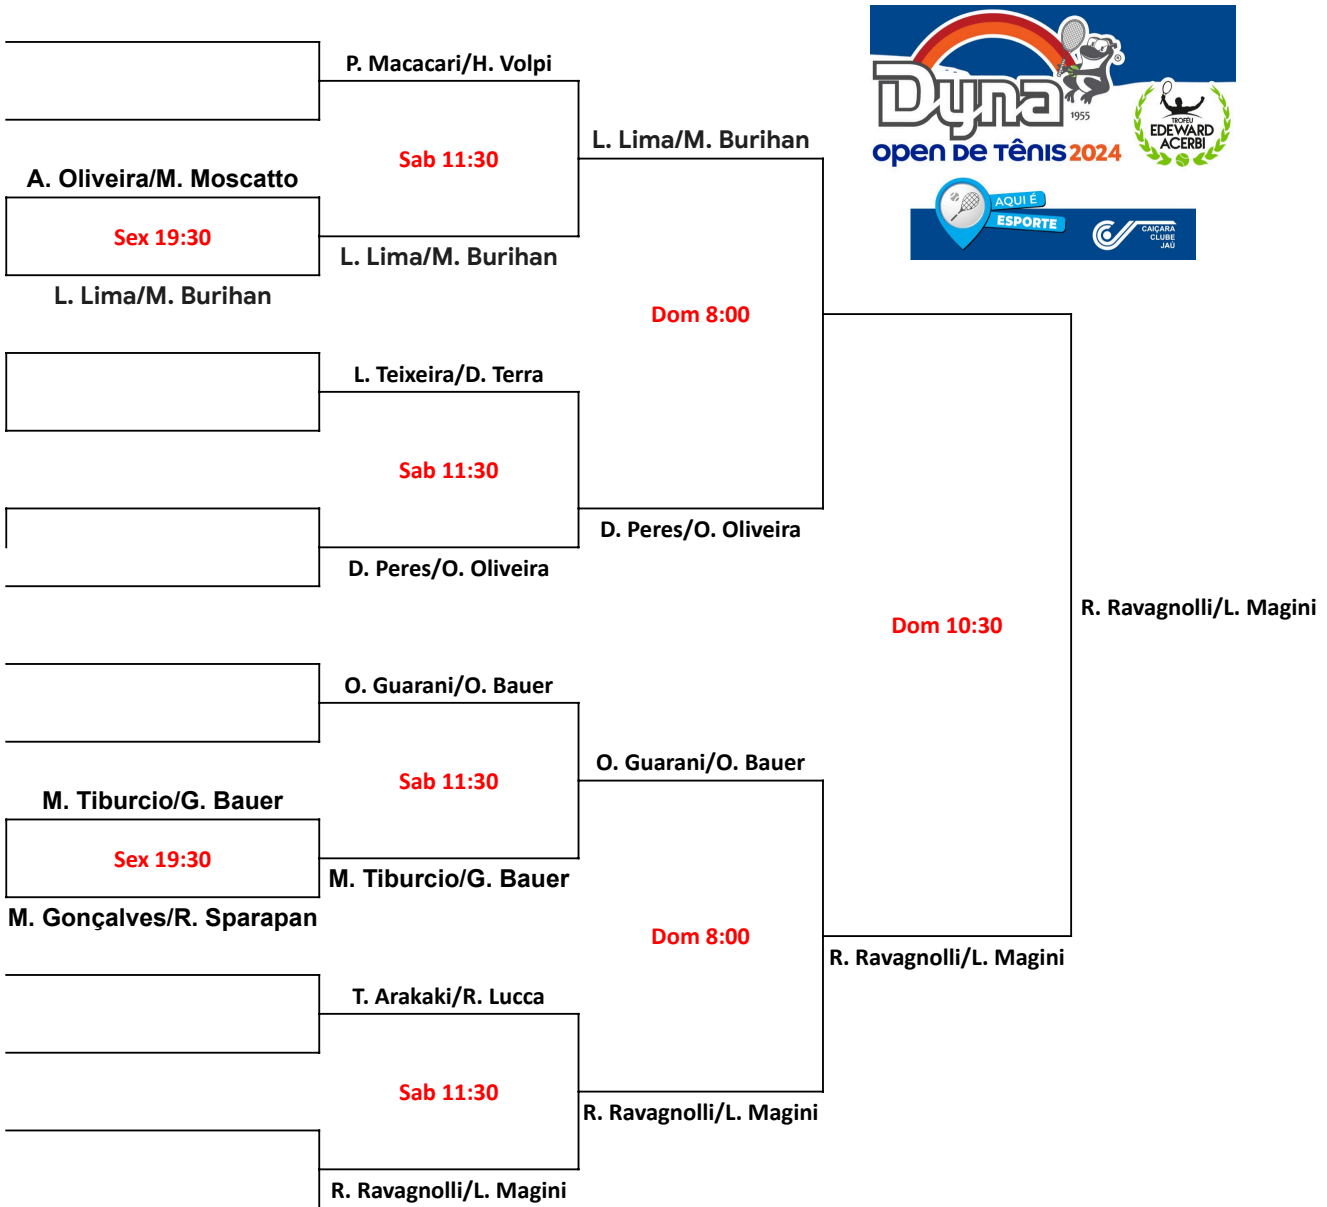 P. Macacari/H. Volpi
Dyna
®
1955
OPEN DE TÊNIS 2024
TROFÉU
EDEWARD
ACERBI
L. Lima/M. Burihan
Sab 11:30
A. Oliveira/M. Moscatto
AQUI É
ESPORTE
CAIÇARA
CLUBE
JAÚ
Sex 19:30
L. Lima/M. Burihan
L. Lima/M. Burihan
Dom 8:00
L. Teixeira/D. Terra
Sab 11:30
D. Peres/O. Oliveira
D. Peres/O. Oliveira
R. Ravagnolli/L. Magini
Dom 10:30
O. Guarani/O. Bauer
O. Guarani/O. Bauer
Sab 11:30
M. Tiburcio/G. Bauer
Sex 19:30
M. Tiburcio/G. Bauer
M. Gonçalves/R. Sparapan
Dom 8:00
R. Ravagnolli/L. Magini
T. Arakaki/R. Lucca
Sab 11:30
R. Ravagnolli/L. Magini
R. Ravagnolli/L. Magini